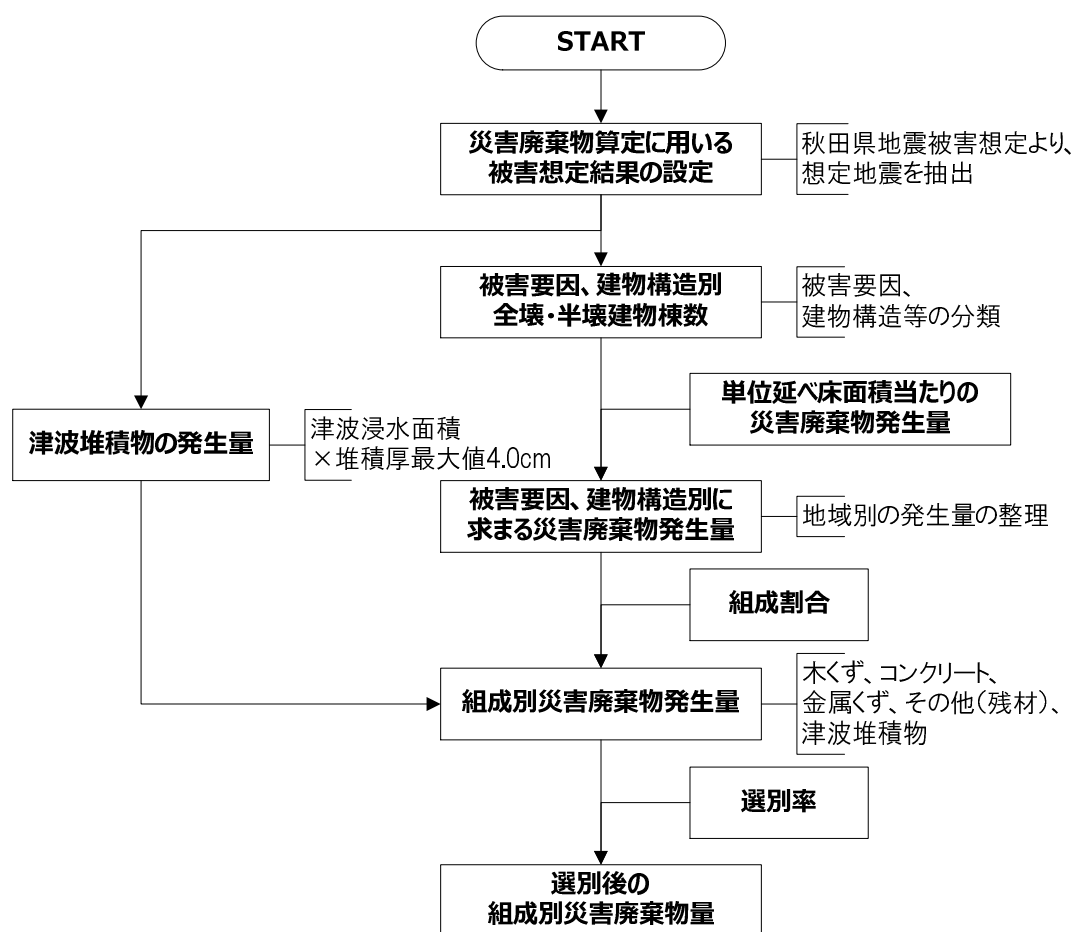 START
災害廃棄物算定に用いる
被害想定結果の設定
秋田県地震被害想定より、
想定地震を抽出
被害要因、建物構造別
全壊・半壊建物棟数
被害要因、
建物構造等の分類
単位延べ床面積当たりの
災害廃棄物発生量
津波堆積物の発生量
津波浸水面積
×堆積厚最大値4.0cm
被害要因、建物構造別に
求まる災害廃棄物発生量
地域別の発生量の整理
組成割合
組成別災害廃棄物発生量
木くず、コンクリート、
金属くず、その他(残材)、
津波堆積物
選別率
選別後の
組成別災害廃棄物量